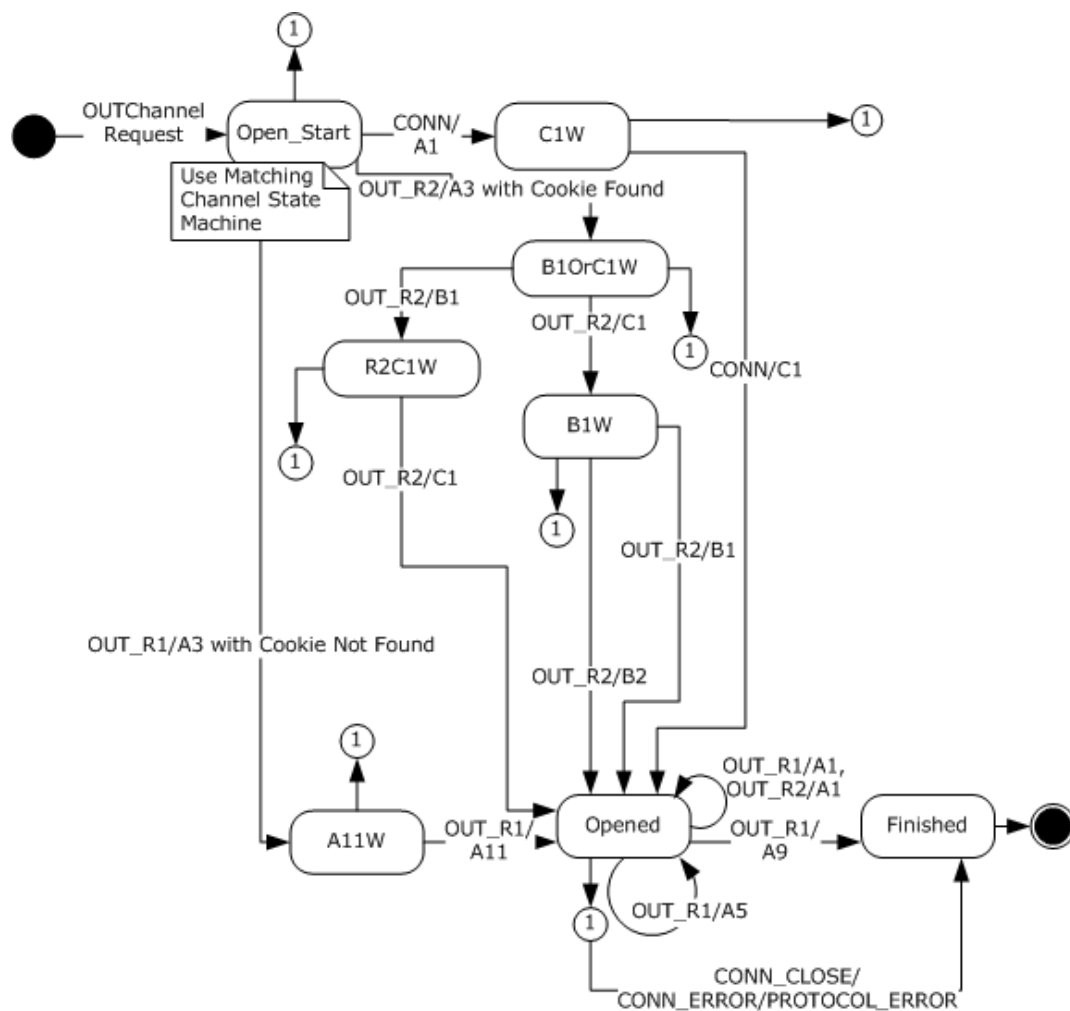 1
OUTChannel
Request
Open_Start
CONN/
A1
C1W
1
Use Matching
Channel State
Machine
OUT_R2/A3 with Cookie Found
B1OrC1W
OUT_R2/B1
OUT_R2/C1
1
R2C1W
CONN/C1
B1W
1
OUT_R2/C1
1
OUT_R2/B1
OUT_R1/A3 with Cookie Not Found
OUT_R2/B2
1
OUT_R1/A1,
OUT_R2/A1
A11W
OUT_R1/
A11
Opened
OUT_R1/
A9
Finished
1
OUT_R1/A5
CONN_CLOSE/
CONN_ERROR/PROTOCOL_ERROR